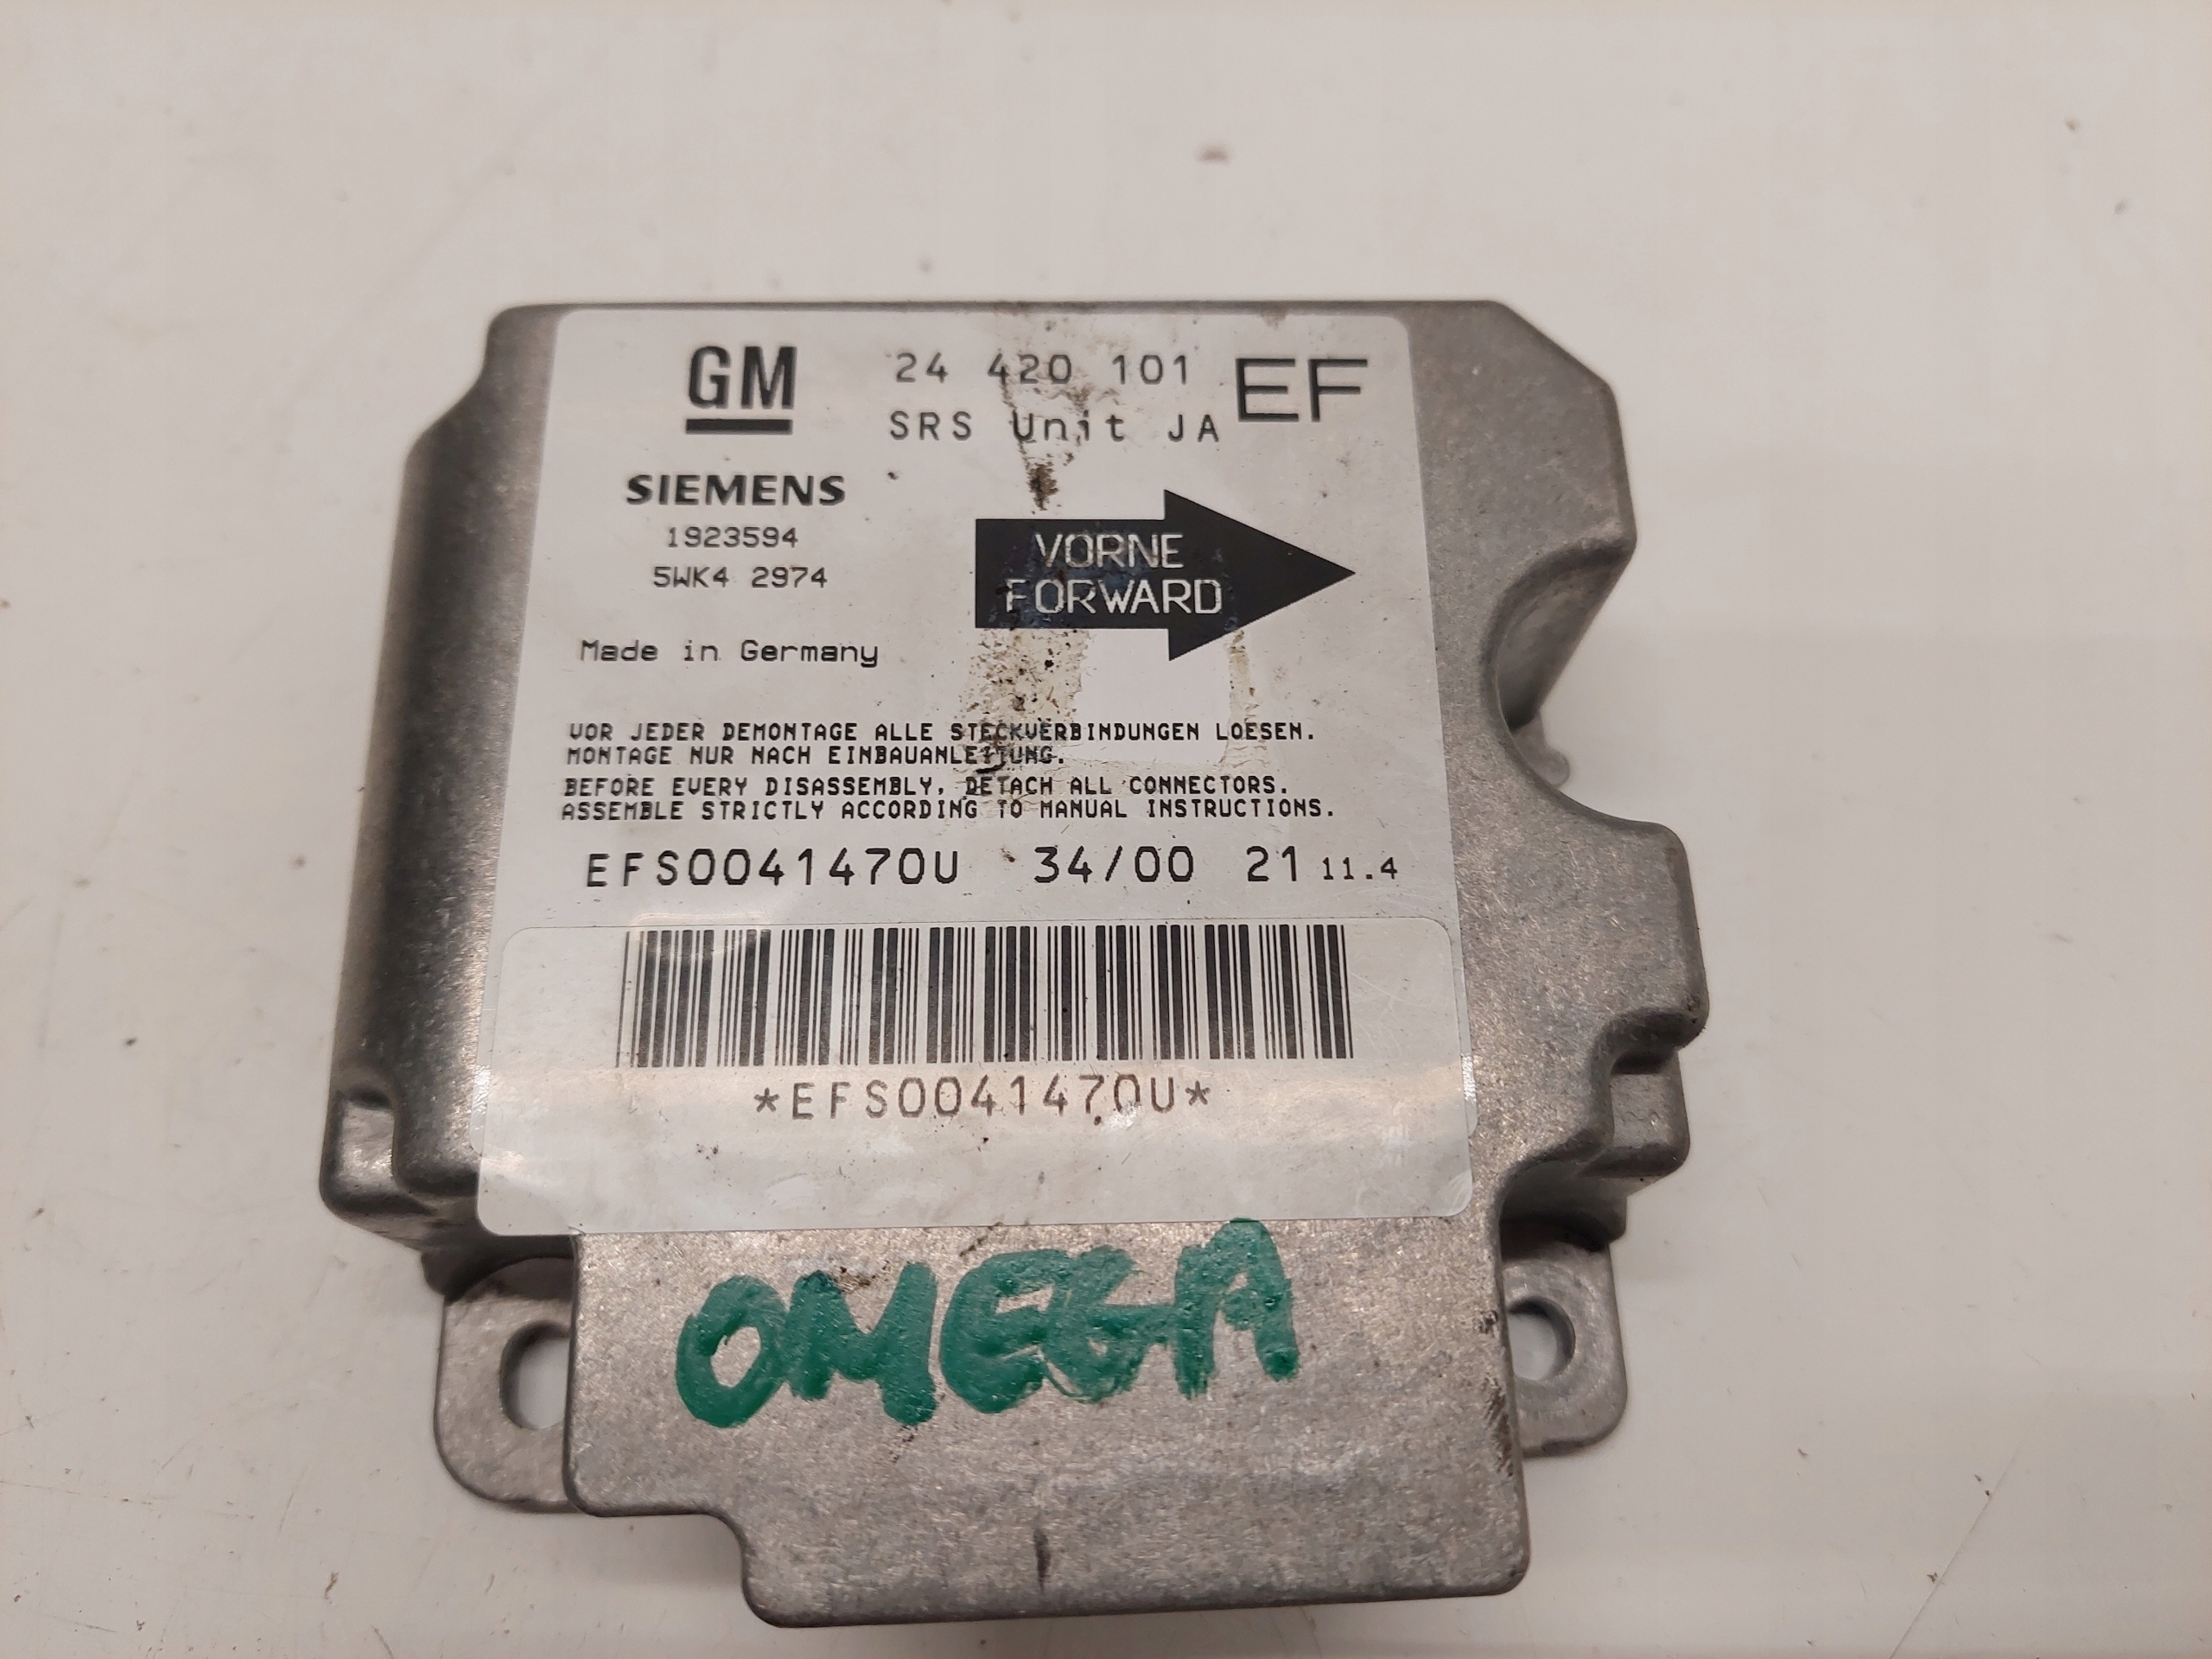 GM
24 420 101 EF
SRS Unit JA
SIEMENS
1923594
5WK4 2974
VORNE
FORWARD
Made in Germany
VOR JEDER DEMONTAGE ALLE STECKVERBINDUNGEN LOESEN.
MONTAGE NUR NACH EINBAUANLEITUNG.
BEFORE EVERY DISASSEMBLY, DETACH ALL CONNECTORS.
ASSEMBLE STRICTLY ACCORDING TO MANUAL INSTRUCTIONS.
EFS0041470U 34/00 21 11.4
*EFS0041470U*
OMEGA